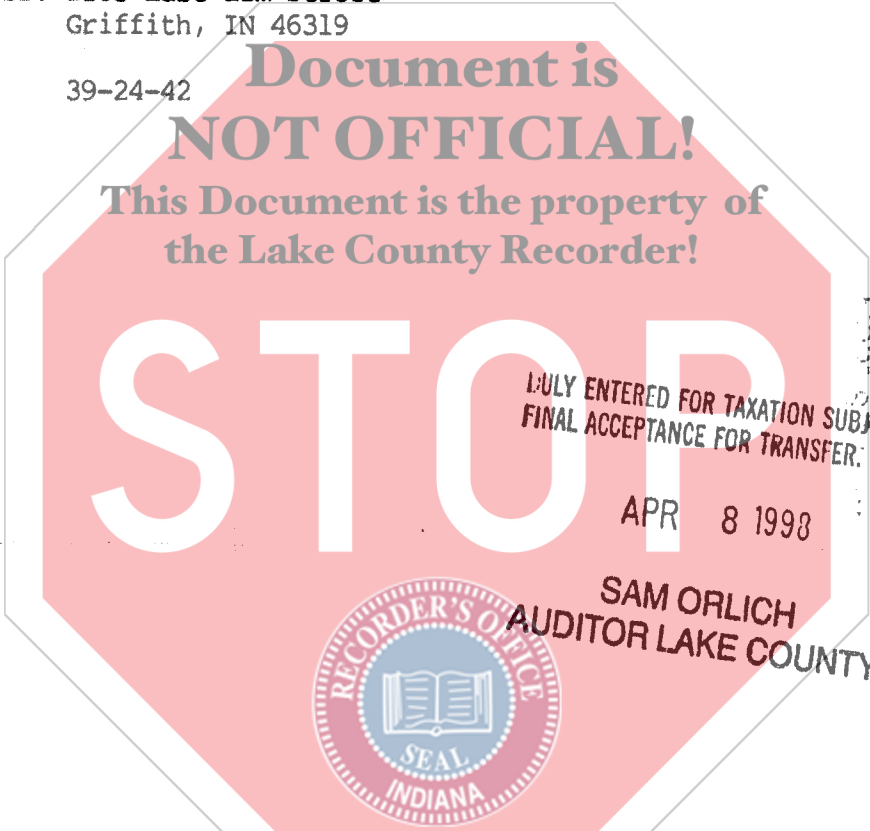 Griffith, IN 46319
39-24-42
Document is
NOT OFFICIAL!
This Document is the property of
the Lake County Recorder!
STOP
DULY ENTERED FOR TAXATION SUBJ
FINAL ACCEPTANCE FOR TRANSFER.
APR 8 1998
SAM ORLICH
AUDITOR LAKE COUNTY
RECORDER'S OFFICE
SEAL
INDIANA